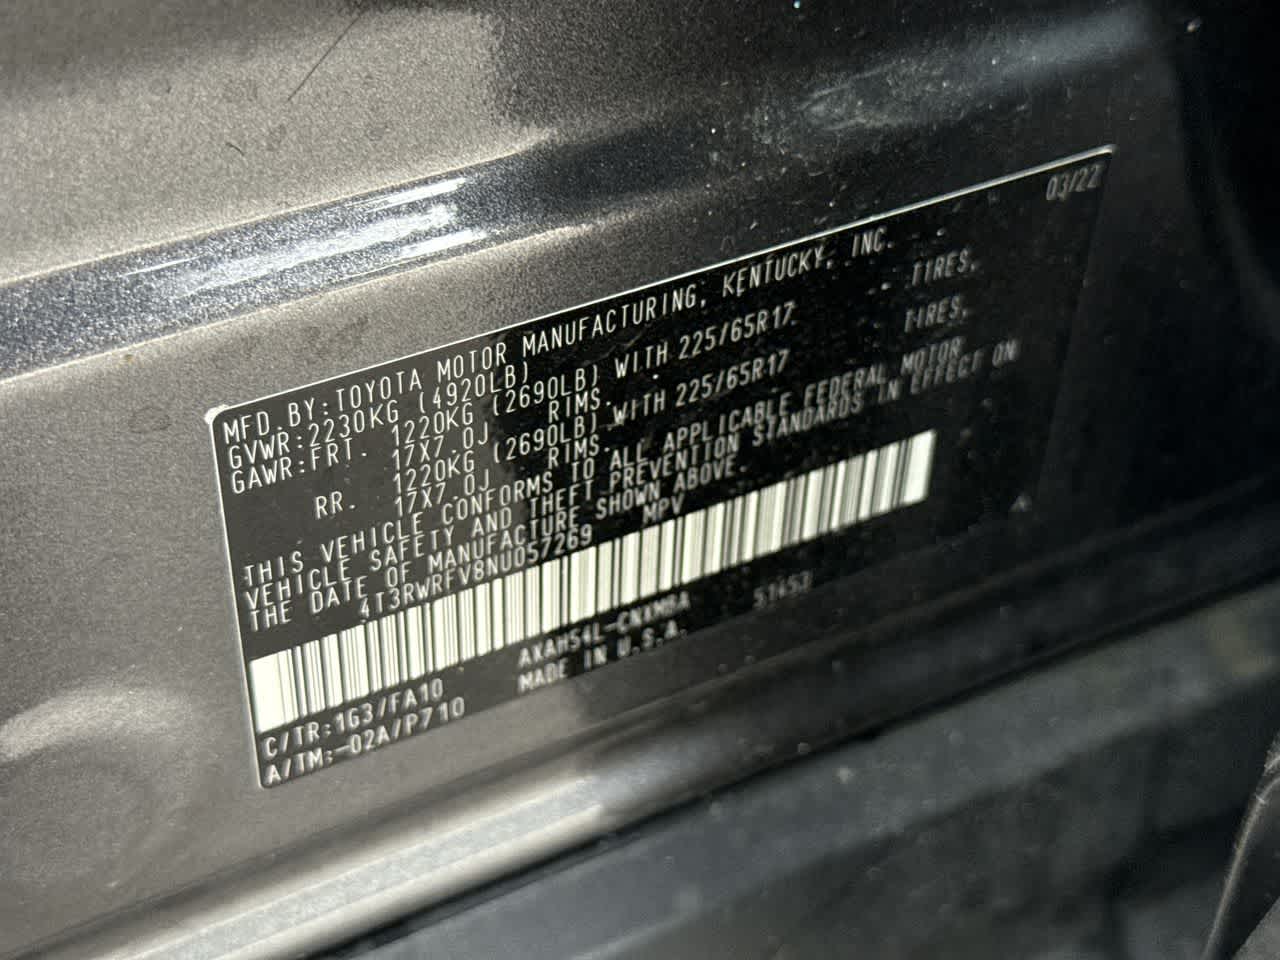 03/22
MFD. BY: TOYOTA MOTOR MANUFACTURING, KENTUCKY, INC.
GVWR: 2230KG (4920LB)
GAWR: FRT. 1220KG (2690LB) WITH 225/65R17 TIRES,
17X7.0J RIMS.
RR. 1220KG (2690LB) WITH 225/65R17 TIRES,
17X7.0J RIMS.
THIS VEHICLE CONFORMS TO ALL APPLICABLE FEDERAL MOTOR
VEHICLE SAFETY AND THEFT PREVENTION STANDARDS IN EFFECT ON
THE DATE OF MANUFACTURE SHOWN ABOVE.
4T3RWRFV8NU057269 MPV
C/TR: 1G3/FA10 AXAH54L-CNXMBA 51453
A/TM: -02A/P710 MADE IN U.S.A.